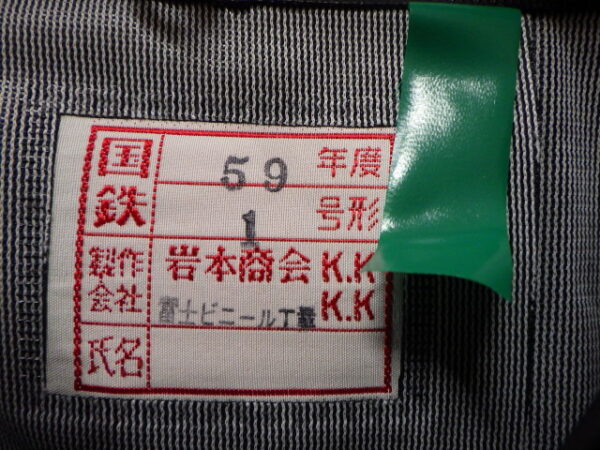 国鉄
59 年度
1 号形
製作会社
岩本商会 K.K
富士ビニール工業 K.K
氏名